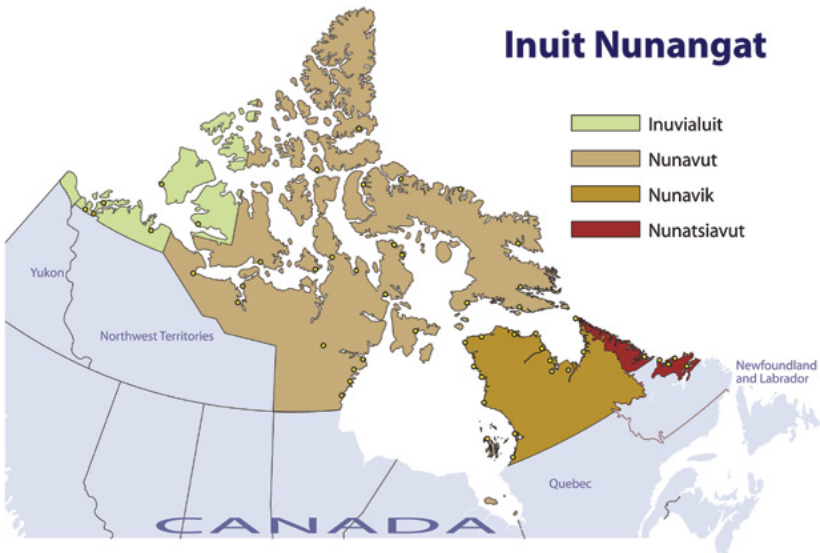 Inuit Nunangat
Inuvialuit
Nunavut
Nunavik
Nunatsiavut
Yukon
Northwest Territories
Newfoundland
and Labrador
Quebec
CANADA